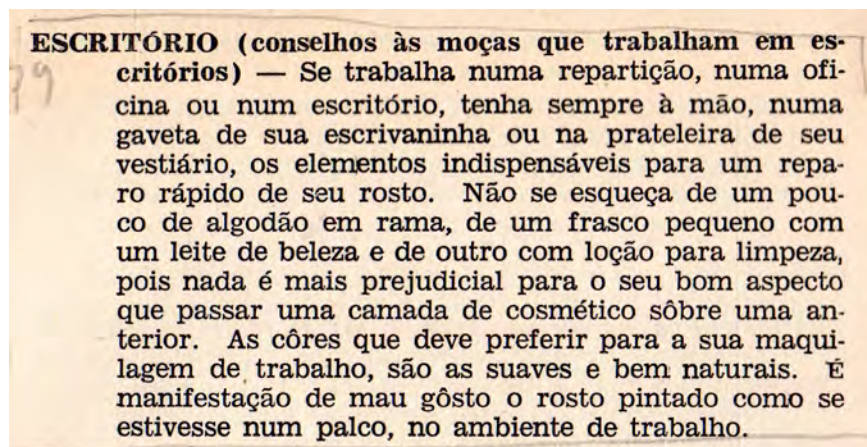 ESCRITÓRIO (conselhos às moças que trabalham em es-
critórios) — Se trabalha numa repartição, numa ofi-
cina ou num escritório, tenha sempre à mão, numa
gaveta de sua escrivaninha ou na prateleira de seu
vestiário, os elementos indispensáveis para um repa-
ro rápido de seu rosto. Não se esqueça de um pou-
co de algodão em rama, de um frasco pequeno com
um leite de beleza e de outro com loção para limpeza,
pois nada é mais prejudicial para o seu bom aspecto
que passar uma camada de cosmético sôbre uma an-
terior. As côres que deve preferir para a sua maqui-
lagem de trabalho, são as suaves e bem naturais. É
manifestação de mau gôsto o rosto pintado como se
estivesse num palco, no ambiente de trabalho.